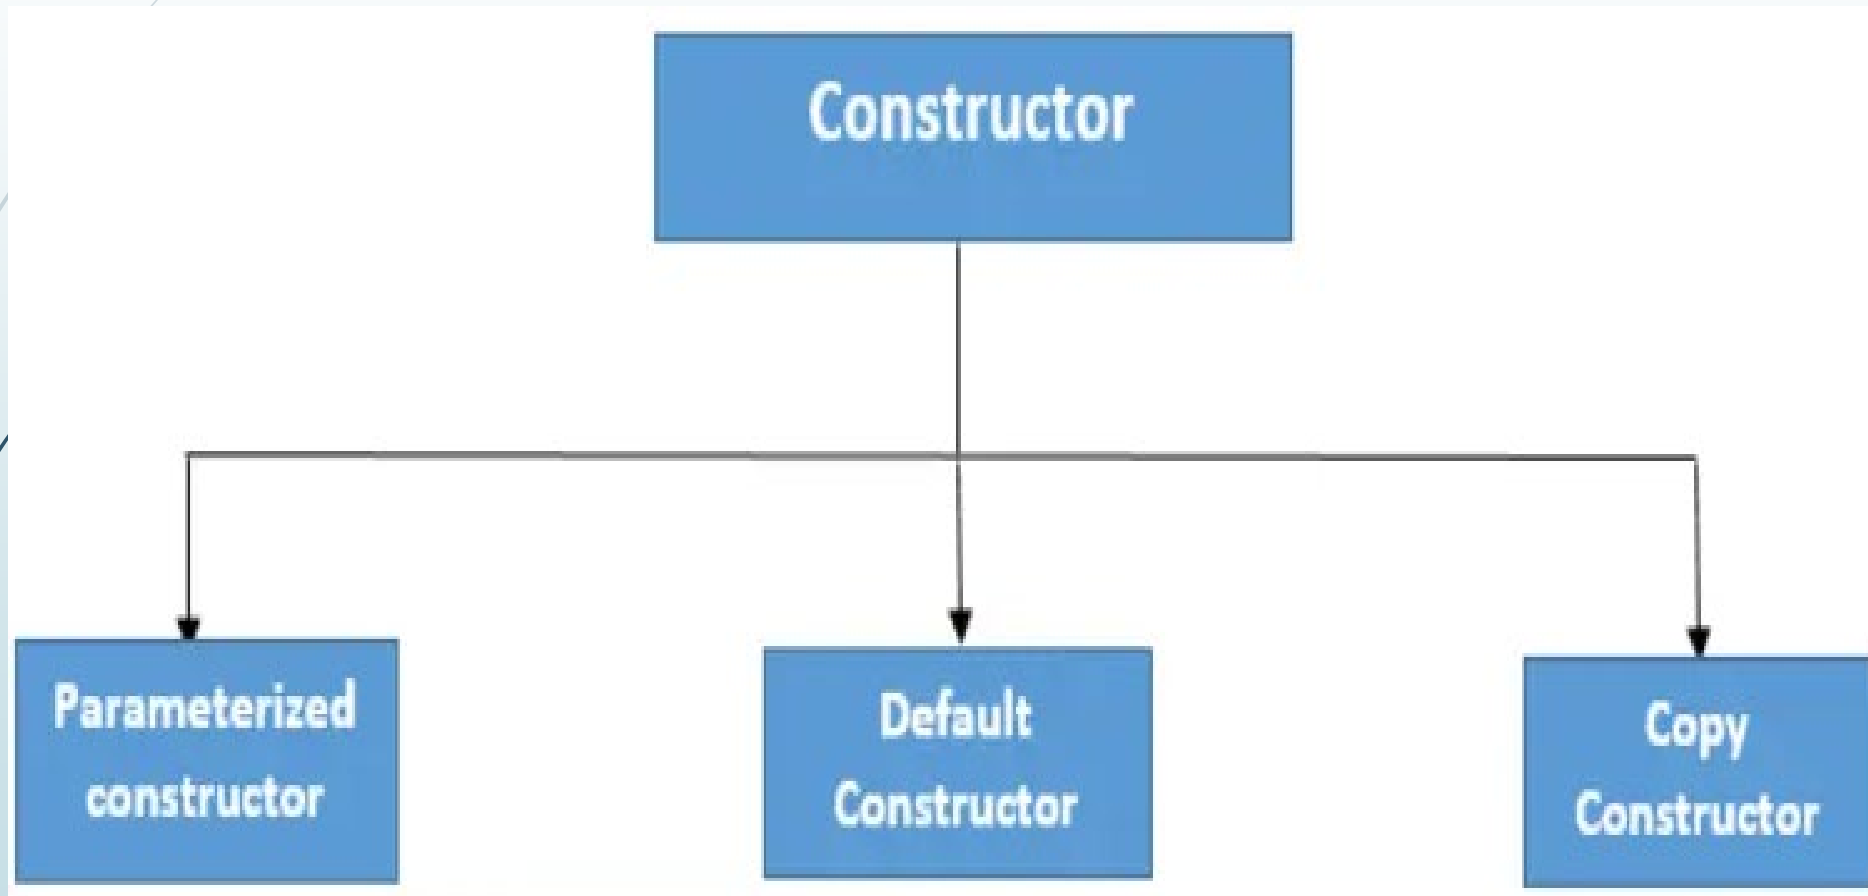 Constructor
Parameterized
constructor
Default
Constructor
Copy
Constructor